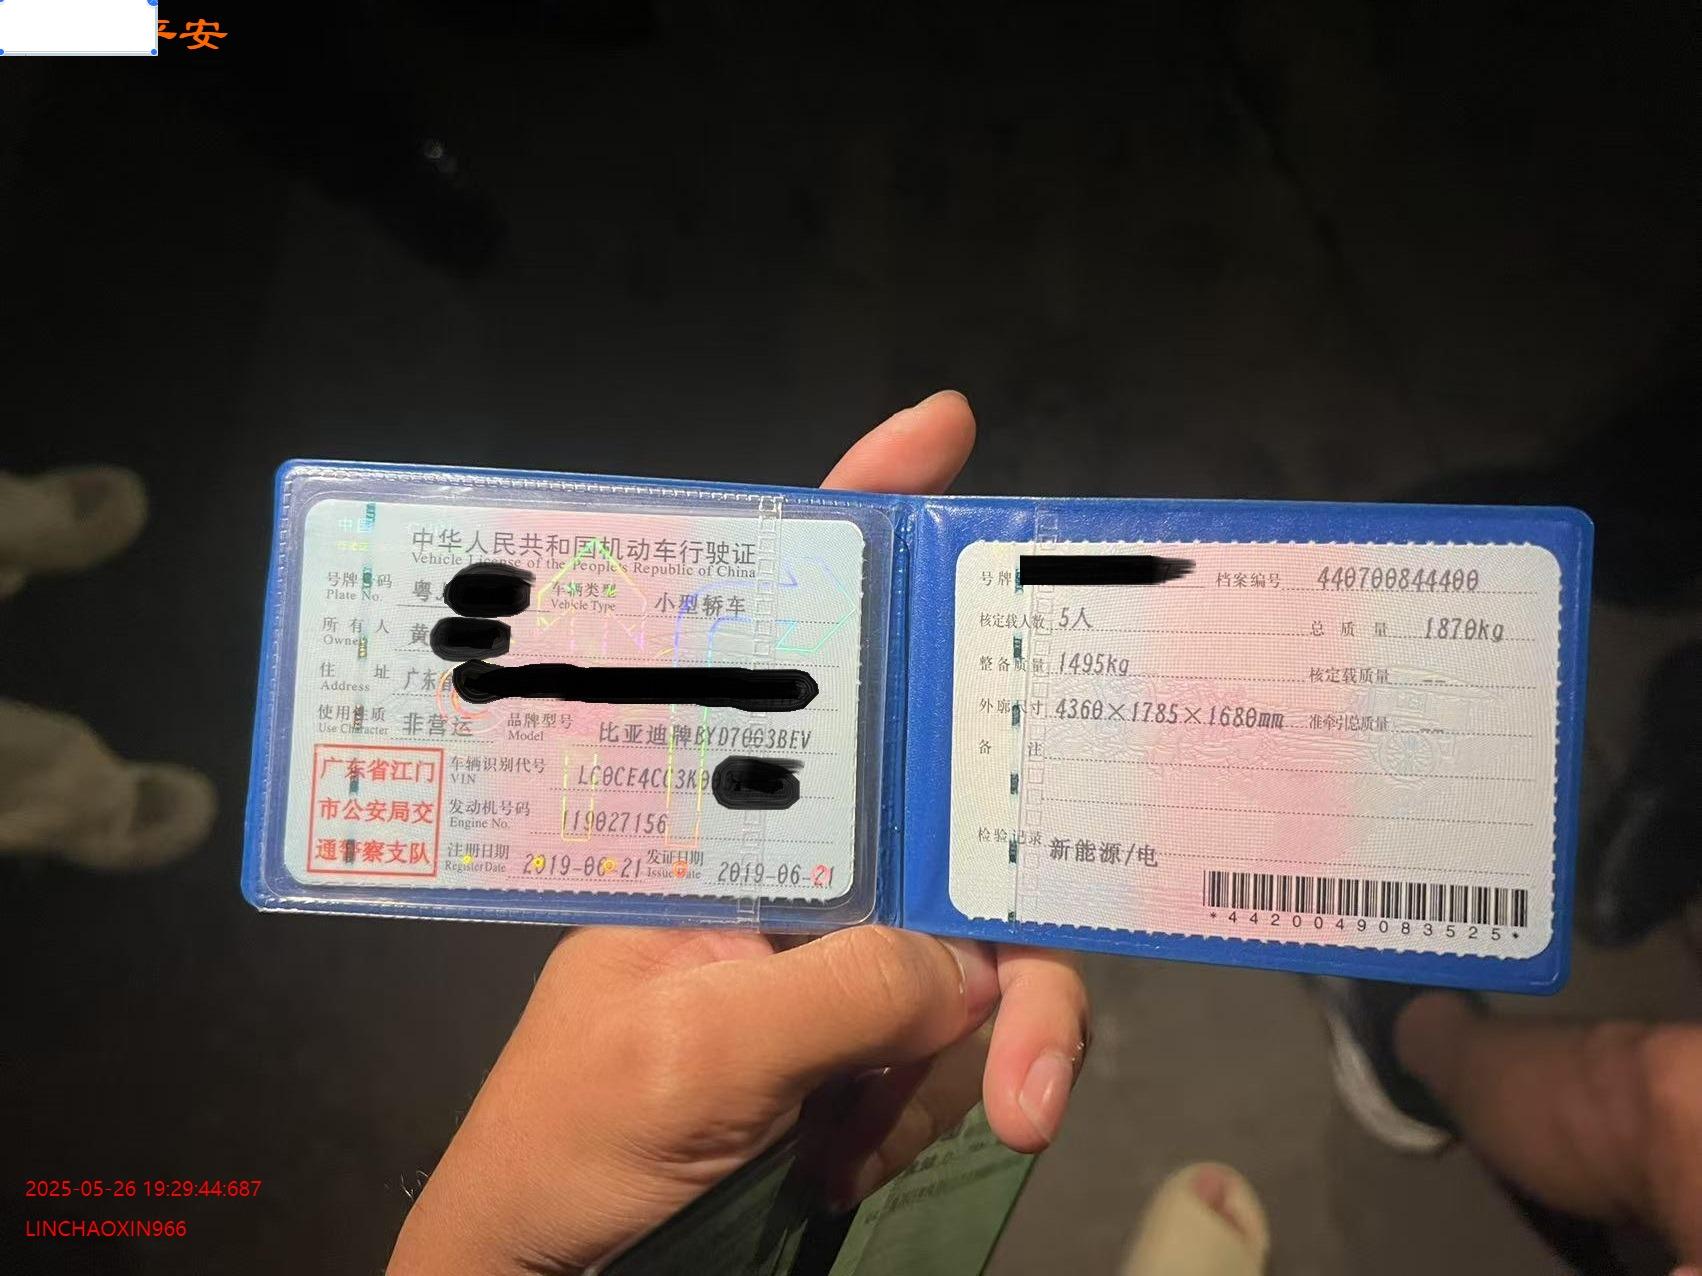 平安
中华人民共和国机动车行驶证
Vehicle License of the People's Republic of China
号牌号码 粤J 车辆类型 小型轿车
Plate No. Vehicle Type
所有人 黄
Owner
住址 广东省
Address
使用性质 非营运 品牌型号 比亚迪牌BYD7003BEV
Use Character Model
广东省江门
市公安局交
通警察支队
车辆识别代号 LC0CE4CC3K0
VIN
发动机号码 119027156
Engine No.
注册日期 2019-06-21 发证日期 2019-06-21
Register Date Issue Date
号牌 档案编号 440700844400
核定载人数 5人 总质量 1870kg
整备质量 1495kg 核定载质量 --
外廓尺寸 4360×1785×1680mm 准牵引总质量 --
备注
检验记录 新能源/电
*4420049083525*
2025-05-26 19:29:44:687
LINCHAOXIN966